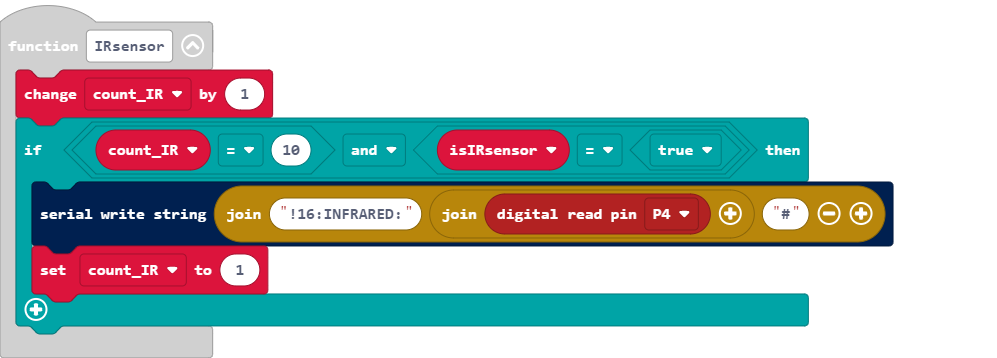 function IRsensor
change count_IR by 1
if count_IR = 10 and isIRsensor = true then
serial write string join "!16:INFRARED:" join digital read pin P4 "#"
set count_IR to 1